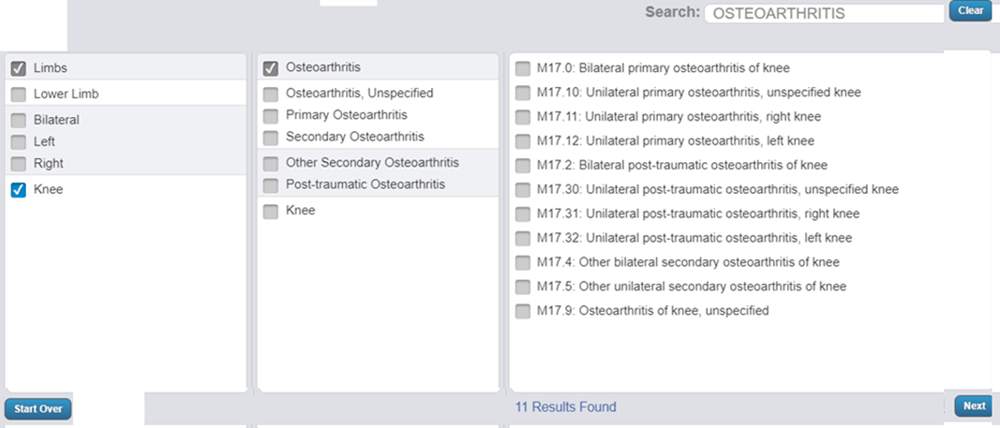 Search: OSTEOARTHRITIS Clear
Limbs
Lower Limb
Bilateral
Left
Right
Knee
Osteoarthritis
Osteoarthritis, Unspecified
Primary Osteoarthritis
Secondary Osteoarthritis
Other Secondary Osteoarthritis
Post-traumatic Osteoarthritis
Knee
M17.0: Bilateral primary osteoarthritis of knee
M17.10: Unilateral primary osteoarthritis, unspecified knee
M17.11: Unilateral primary osteoarthritis, right knee
M17.12: Unilateral primary osteoarthritis, left knee
M17.2: Bilateral post-traumatic osteoarthritis of knee
M17.30: Unilateral post-traumatic osteoarthritis, unspecified knee
M17.31: Unilateral post-traumatic osteoarthritis, right knee
M17.32: Unilateral post-traumatic osteoarthritis, left knee
M17.4: Other bilateral secondary osteoarthritis of knee
M17.5: Other unilateral secondary osteoarthritis of knee
M17.9: Osteoarthritis of knee, unspecified
Start Over
11 Results Found
Next